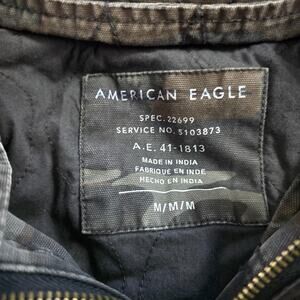 AMERICAN EAGLE
SPEC. 22699
SERVICE NO. 5103873
A.E. 41-1813
MADE IN INDIA
FABRIQUE EN INDE
HECHO EN INDIA
M/M/M